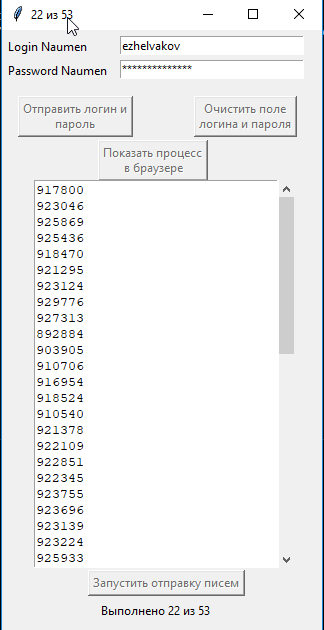 22 из 53
Login Naumen
ezhelvakov
Password Naumen
**************
Отправить логин и
пароль
Очистить поле
логина и пароля
Показать процесс
в браузере
917800
923046
925869
925436
918470
921295
923124
929776
927313
892884
903905
910706
916954
918524
910540
921378
922109
922851
922345
923755
923696
923139
923224
925933
Запустить отправку писем
Выполнено 22 из 53